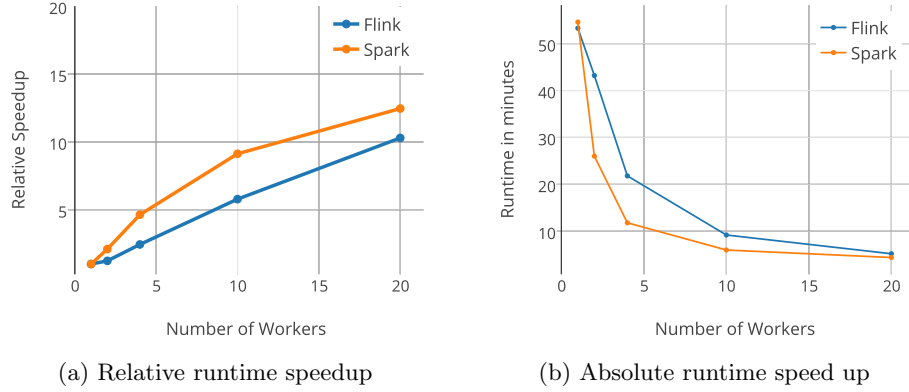 20
15
10
5
0
5
10
15
20
Relative Speedup
Number of Workers
Flink
Spark
(a) Relative runtime speedup
50
40
30
20
10
0
5
10
15
20
Runtime in minutes
Number of Workers
Flink
Spark
(b) Absolute runtime speed up